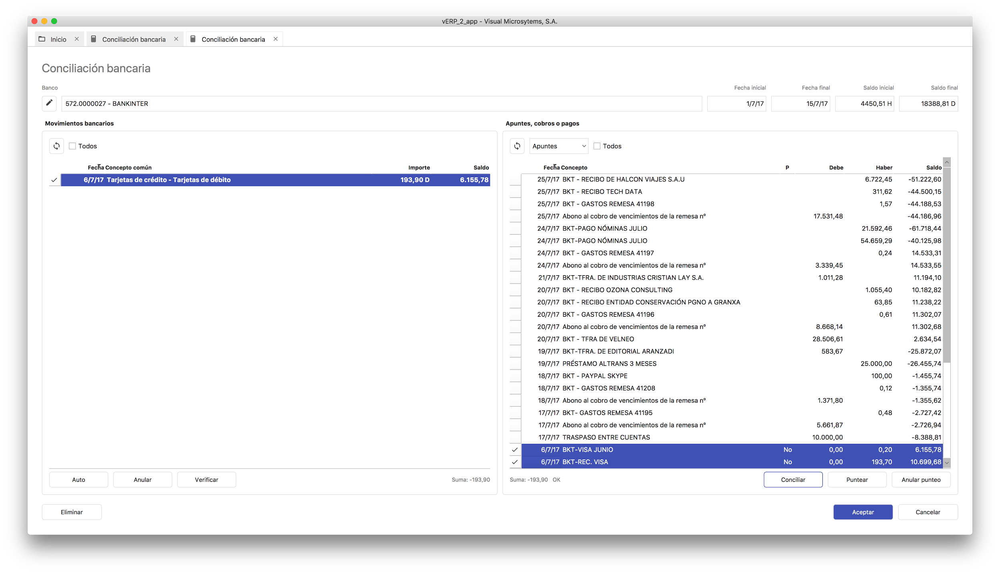 vERP_2_app - Visual Microsytems, S.A.
Inicio Conciliación bancaria Conciliación bancaria
Conciliación bancaria
Banco Fecha inicial Fecha final Saldo inicial Saldo final
572.0000027 - BANKINTER 1/7/17 15/7/17 4450,51 H 18388,81 D
Movimientos bancarios
Todos
Fecha Concepto común Importe Saldo
6/7/17 Tarjetas de crédito - Tarjetas de débito 193,90 D 6.155,78
Auto Anular Verificar Suma: -193,90
Apuntes, cobros o pagos
Apuntes Todos
Fecha Concepto P Debe Haber Saldo
25/7/17 BKT - RECIBO DE HALCON VIAJES S.A.U 6.722,45 -51.222,60
25/7/17 BKT - RECIBO TECH DATA 311,62 -44.500,15
25/7/17 BKT - GASTOS REMESA 41198 1,57 -44.188,53
25/7/17 Abono al cobro de vencimientos de la remesa nº 17.531,48 -44.186,96
24/7/17 BKT-PAGO NÓMINAS JULIO 21.592,46 -61.718,44
24/7/17 BKT-PAGO NÓMINAS JULIO 54.659,29 -40.125,98
24/7/17 BKT - GASTOS REMESA 41197 0,24 14.533,31
24/7/17 Abono al cobro de vencimientos de la remesa nº 3.339,45 14.533,55
21/7/17 BKT-TFRA. DE INDUSTRIAS CRISTIAN LAY S.A. 1.011,28 11.194,10
20/7/17 BKT - RECIBO OZONA CONSULTING 1.055,40 10.182,82
20/7/17 BKT - RECIBO ENTIDAD CONSERVACIÓN PGNO A GRANXA 63,85 11.238,22
20/7/17 BKT - GASTOS REMESA 41196 0,61 11.302,07
20/7/17 Abono al cobro de vencimientos de la remesa nº 8.668,14 11.302,68
20/7/17 BKT - TFRA DE VELNEO 28.506,61 2.634,54
19/7/17 BKT-TFRA. DE EDITORIAL ARANZADI 583,67 -25.872,07
19/7/17 PRÉSTAMO ALTRANS 3 MESES 25.000,00 -26.455,74
18/7/17 BKT - PAYPAL SKYPE 100,00 -1.455,74
18/7/17 BKT - GASTOS REMESA 41208 0,12 -1.355,74
18/7/17 Abono al cobro de vencimientos de la remesa nº 1.371,80 -1.355,62
17/7/17 BKT- GASTOS REMESA 41195 0,48 -2.727,42
17/7/17 Abono al cobro de vencimientos de la remesa nº 5.661,87 -2.726,94
17/7/17 TRASPASO ENTRE CUENTAS 10.000,00 -8.388,81
6/7/17 BKT-VISA JUNIO No 0,00 0,20 6.155,78
6/7/17 BKT-REC. VISA No 0,00 193,70 10.699,68
Suma: -193,90 OK Conciliar Puntear Anular punteo
Eliminar Aceptar Cancelar